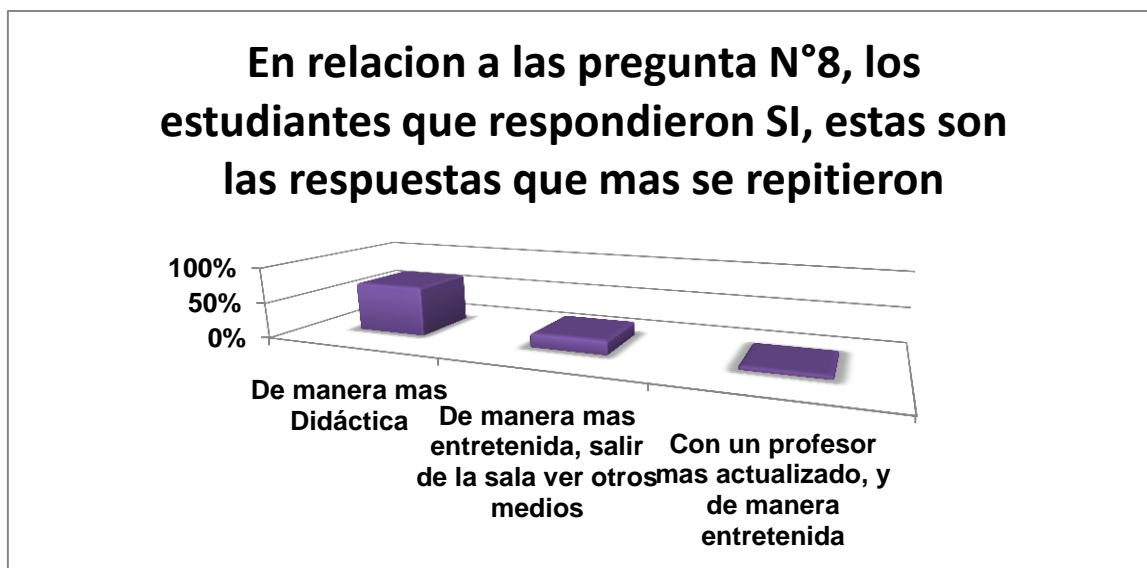 En relacion a las pregunta N°8, los
estudiantes que respondieron SI, estas son
las respuestas que mas se repitieron
100%
50%
0%
De manera mas
Didáctica
De manera mas
entretenida, salir
de la sala ver otros
medios
Con un profesor
mas actualizado, y
de manera
entretenida